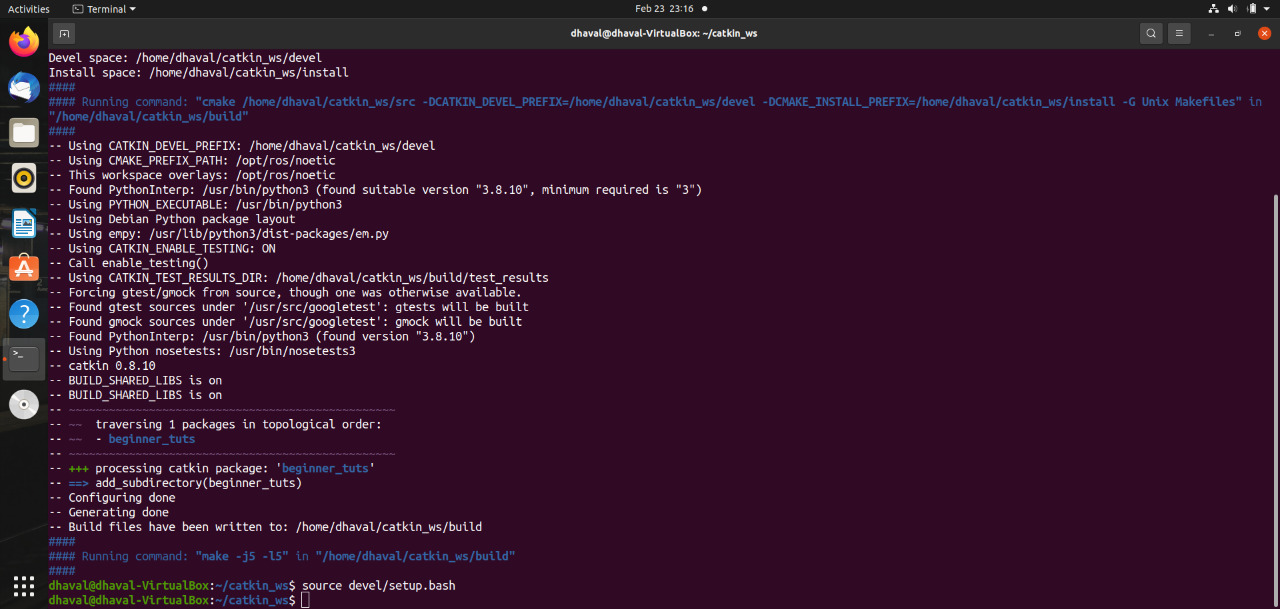 Activities
Terminal
Feb 23 23:16
dhaval@dhaval-VirtualBox: ~/catkin_ws
Devel space: /home/dhaval/catkin_ws/devel
Install space: /home/dhaval/catkin_ws/install
####
#### Running command: "cmake /home/dhaval/catkin_ws/src -DCATKIN_DEVEL_PREFIX=/home/dhaval/catkin_ws/devel -DCMAKE_INSTALL_PREFIX=/home/dhaval/catkin_ws/install -G Unix Makefiles" in
"/home/dhaval/catkin_ws/build"
####
-- Using CATKIN_DEVEL_PREFIX: /home/dhaval/catkin_ws/devel
-- Using CMAKE_PREFIX_PATH: /opt/ros/noetic
-- This workspace overlays: /opt/ros/noetic
-- Found PythonInterp: /usr/bin/python3 (found suitable version "3.8.10", minimum required is "3")
-- Using PYTHON_EXECUTABLE: /usr/bin/python3
-- Using Debian Python package layout
-- Using empy: /usr/lib/python3/dist-packages/em.py
-- Using CATKIN_ENABLE_TESTING: ON
-- Call enable_testing()
-- Using CATKIN_TEST_RESULTS_DIR: /home/dhaval/catkin_ws/build/test_results
-- Forcing gtest/gmock from source, though one was otherwise available.
-- Found gtest sources under '/usr/src/googletest': gtests will be built
-- Found gmock sources under '/usr/src/googletest': gmock will be built
-- Found PythonInterp: /usr/bin/python3 (found version "3.8.10")
-- Using Python nosetests: /usr/bin/nosetests3
-- catkin 0.8.10
-- BUILD_SHARED_LIBS is on
-- BUILD_SHARED_LIBS is on
-- ~~~~~~~~~~~~~~~~~~~~~~~~~~~~~~~~~~~~~~~~~~~~~~~~~
-- ~~  traversing 1 packages in topological order:
-- ~~  - beginner_tuts
-- ~~~~~~~~~~~~~~~~~~~~~~~~~~~~~~~~~~~~~~~~~~~~~~~~~
-- +++ processing catkin package: 'beginner_tuts'
-- ==> add_subdirectory(beginner_tuts)
-- Configuring done
-- Generating done
-- Build files have been written to: /home/dhaval/catkin_ws/build
####
#### Running command: "make -j5 -l5" in "/home/dhaval/catkin_ws/build"
####
dhaval@dhaval-VirtualBox:~/catkin_ws$ source devel/setup.bash
dhaval@dhaval-VirtualBox:~/catkin_ws$